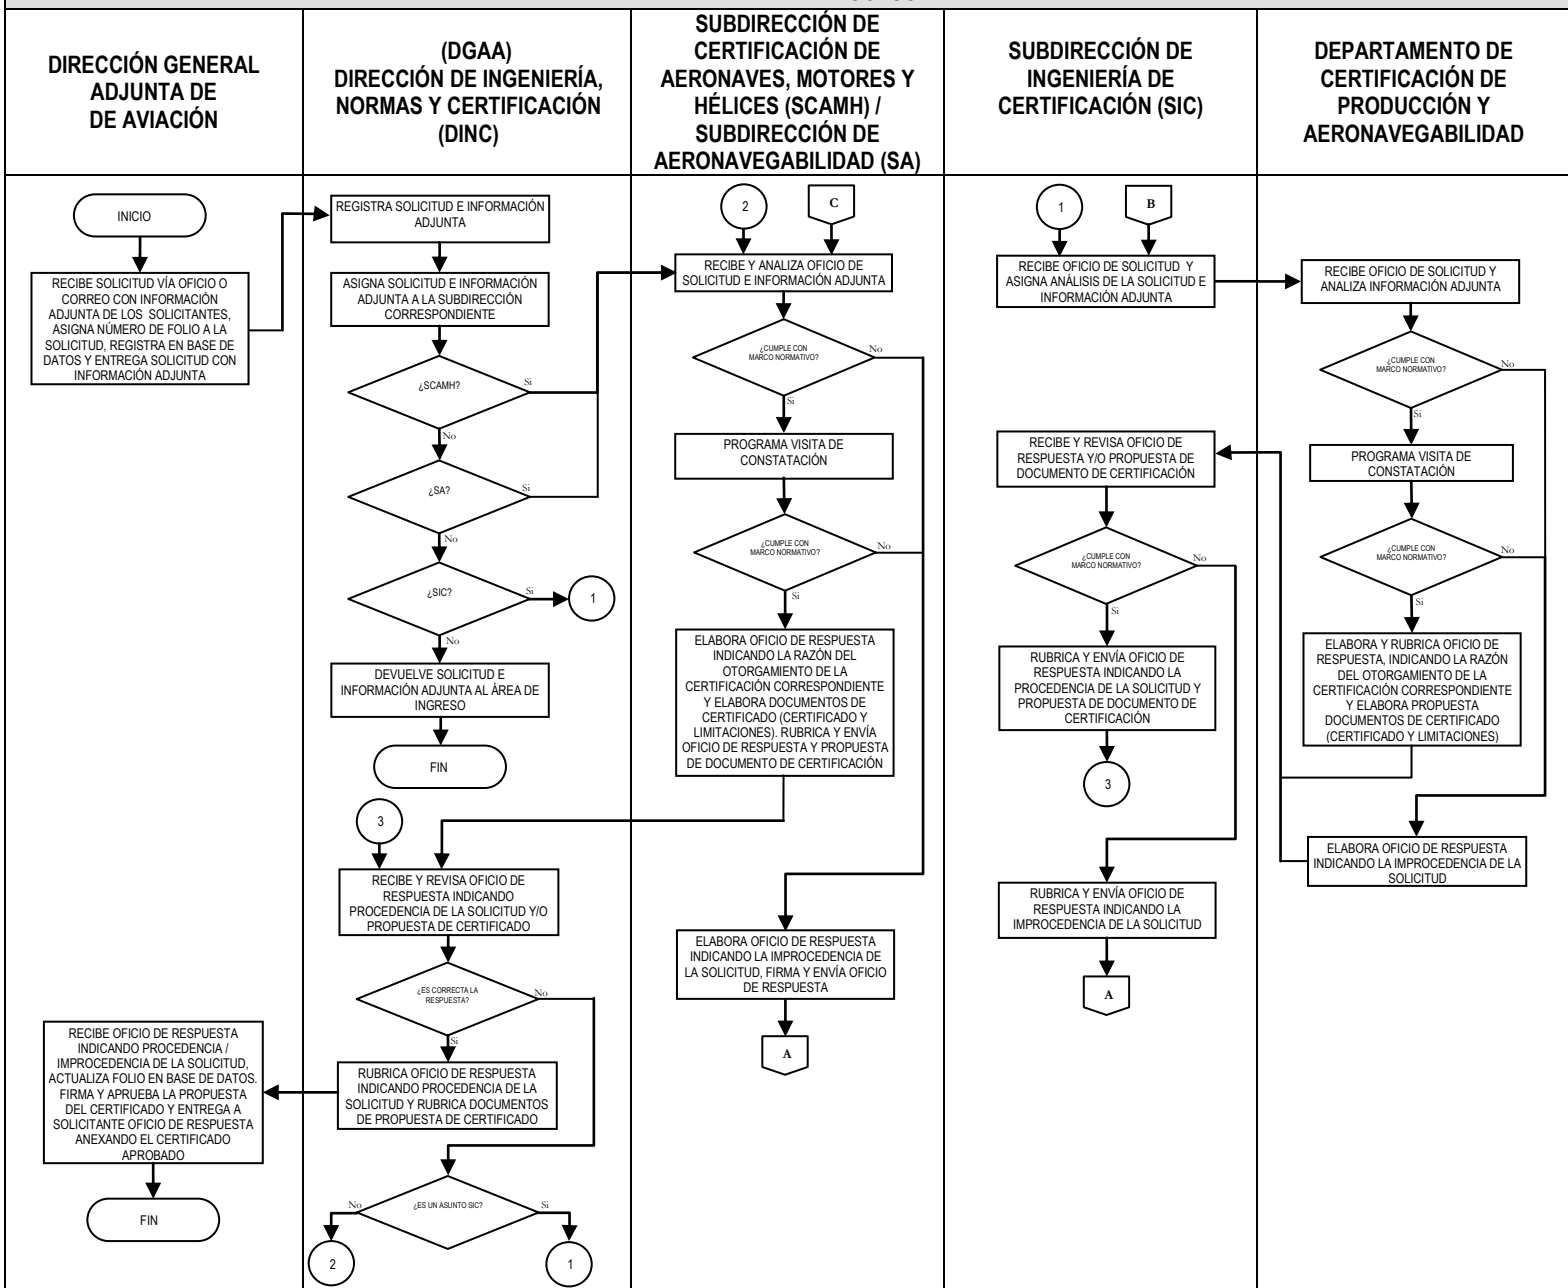 DIRECCIÓN GENERAL
ADJUNTA DE
DE AVIACIÓN
(DGAA)
DIRECCIÓN DE INGENIERÍA,
NORMAS Y CERTIFICACIÓN
(DINC)
SUBDIRECCIÓN DE
CERTIFICACIÓN DE
AERONAVES, MOTORES Y
HÉLICES (SCAMH) /
SUBDIRECCIÓN DE
AERONAVEGABILIDAD (SA)
SUBDIRECCIÓN DE
INGENIERÍA DE
CERTIFICACIÓN (SIC)
DEPARTAMENTO DE
CERTIFICACIÓN DE
PRODUCCIÓN Y
AERONAVEGABILIDAD
INICIO
RECIBE SOLICITUD VÍA OFICIO O
CORREO CON INFORMACIÓN
ADJUNTA DE LOS SOLICITANTES,
ASIGNA NÚMERO DE FOLIO A LA
SOLICITUD, REGISTRA EN BASE DE
DATOS Y ENTREGA SOLICITUD CON
INFORMACIÓN ADJUNTA
RECIBE OFICIO DE RESPUESTA
INDICANDO PROCEDENCIA /
IMPROCEDENCIA DE LA SOLICITUD,
ACTUALIZA FOLIO EN BASE DE DATOS.
FIRMA Y APRUEBA LA PROPUESTA
DEL CERTIFICADO Y ENTREGA A
SOLICITANTE OFICIO DE RESPUESTA
ANEXANDO EL CERTIFICADO
APROBADO
FIN
REGISTRA SOLICITUD E INFORMACIÓN
ADJUNTA
ASIGNA SOLICITUD E INFORMACIÓN
ADJUNTA A LA SUBDIRECCIÓN
CORRESPONDIENTE
¿SCAMH?
Si
No
¿SA?
Si
No
¿SIC?
Si
1
No
DEVUELVE SOLICITUD E
INFORMACIÓN ADJUNTA AL ÁREA DE
INGRESO
FIN
3
RECIBE Y REVISA OFICIO DE
RESPUESTA INDICANDO
PROCEDENCIA DE LA SOLICITUD Y/O
PROPUESTA DE CERTIFICADO
¿ES CORRECTA LA
RESPUESTA?
No
Si
RUBRICA OFICIO DE RESPUESTA
INDICANDO PROCEDENCIA DE LA
SOLICITUD Y RUBRICA DOCUMENTOS
DE PROPUESTA DE CERTIFICADO
¿ES UN ASUNTO SIC?
No
Si
2
1
2
C
RECIBE Y ANALIZA OFICIO DE
SOLICITUD E INFORMACIÓN ADJUNTA
¿CUMPLE CON
MARCO NORMATIVO?
No
Si
PROGRAMA VISITA DE
CONSTATACIÓN
¿CUMPLE CON
MARCO NORMATIVO?
No
Si
ELABORA OFICIO DE RESPUESTA
INDICANDO LA RAZÓN DEL
OTORGAMIENTO DE LA
CERTIFICACIÓN CORRESPONDIENTE
Y ELABORA DOCUMENTOS DE
CERTIFICADO (CERTIFICADO Y
LIMITACIONES). RUBRICA Y ENVÍA
OFICIO DE RESPUESTA Y PROPUESTA
DE DOCUMENTO DE CERTIFICACIÓN
ELABORA OFICIO DE RESPUESTA
INDICANDO LA IMPROCEDENCIA DE
LA SOLICITUD, FIRMA Y ENVÍA OFICIO
DE RESPUESTA
A
1
B
RECIBE OFICIO DE SOLICITUD Y
ASIGNA ANÁLISIS DE LA SOLICITUD E
INFORMACIÓN ADJUNTA
RECIBE Y REVISA OFICIO DE
RESPUESTA Y/O PROPUESTA DE
DOCUMENTO DE CERTIFICACIÓN
¿CUMPLE CON
MARCO NORMATIVO?
No
Si
RUBRICA Y ENVÍA OFICIO DE
RESPUESTA INDICANDO LA
PROCEDENCIA DE LA SOLICITUD Y
PROPUESTA DE DOCUMENTO DE
CERTIFICACIÓN
3
RUBRICA Y ENVÍA OFICIO DE
RESPUESTA INDICANDO LA
IMPROCEDENCIA DE LA SOLICITUD
A
RECIBE OFICIO DE SOLICITUD Y
ANALIZA INFORMACIÓN ADJUNTA
¿CUMPLE CON
MARCO NORMATIVO?
No
Si
PROGRAMA VISITA DE
CONSTATACIÓN
¿CUMPLE CON
MARCO NORMATIVO?
No
Si
ELABORA Y RUBRICA OFICIO DE
RESPUESTA, INDICANDO LA RAZÓN
DEL OTORGAMIENTO DE LA
CERTIFICACIÓN CORRESPONDIENTE
Y ELABORA PROPUESTA
DOCUMENTOS DE CERTIFICADO
(CERTIFICADO Y LIMITACIONES)
ELABORA OFICIO DE RESPUESTA
INDICANDO LA IMPROCEDENCIA DE LA
SOLICITUD